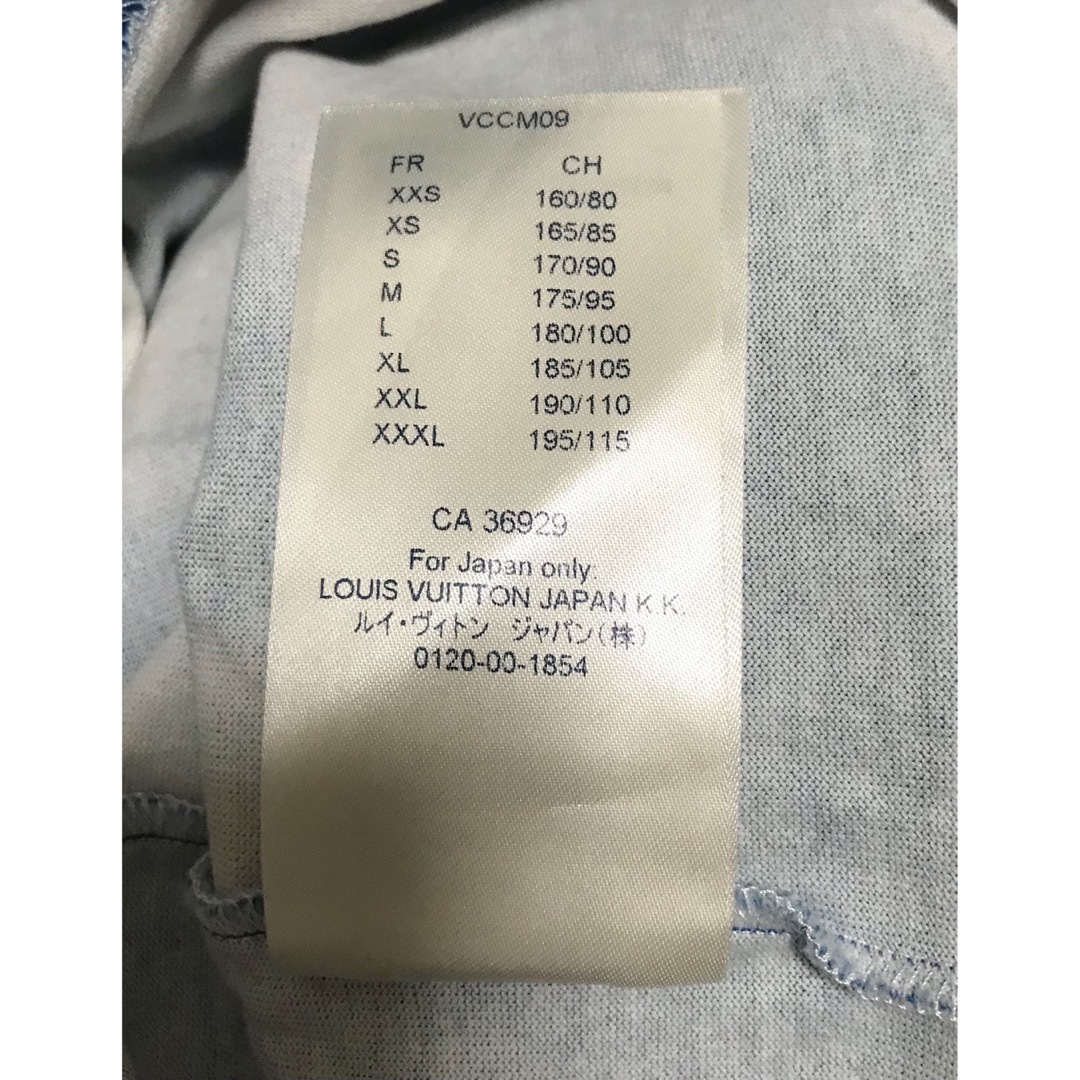 VCCM09
FR CH
XXS 160/80
XS 165/85
S 170/90
M 175/95
L 180/100
XL 185/105
XXL 190/110
XXXL 195/115
CA 36929
For Japan only:
LOUIS VUITTON JAPAN K.K.
ルイ・ヴィトン ジャパン(株)
0120-00-1854